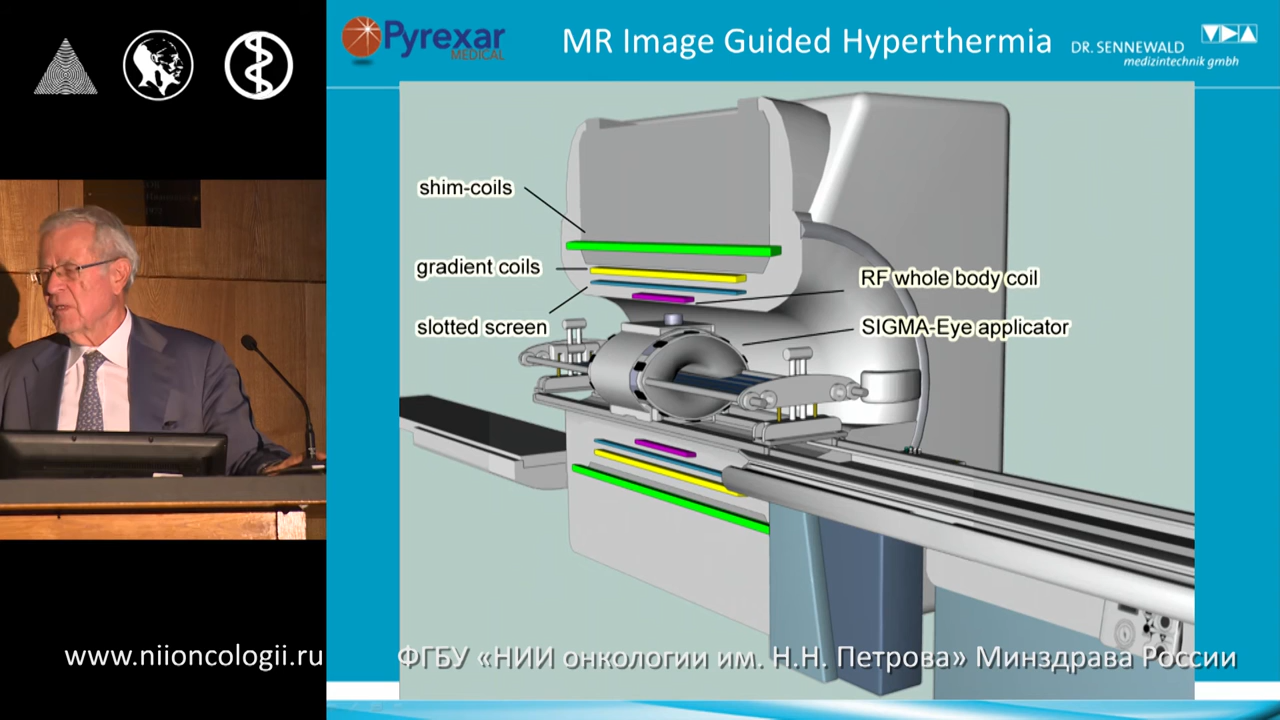 Pyrexar
MEDICAL
MR Image Guided Hyperthermia
DR. SENNEWALD
medizintechnik gmbh
shim-coils
gradient coils
slotted screen
RF whole body coil
SIGMA-Eye applicator
www.niioncologii.ru
ФГБУ «НИИ онкологии им. Н.Н. Петрова» Минздрава России